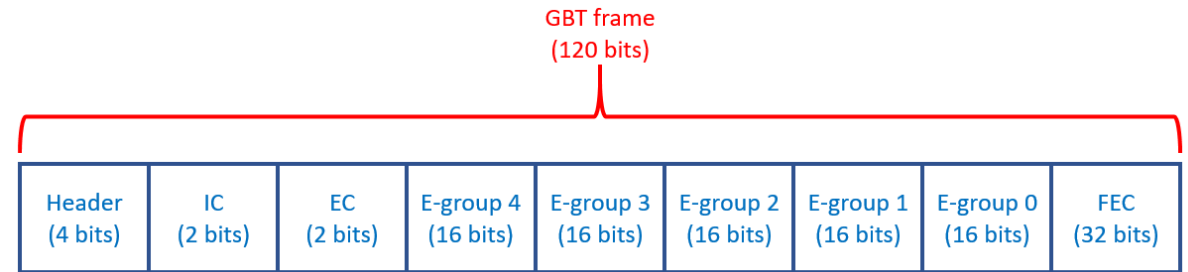 GBT frame
(120 bits)
Header
(4 bits)
IC
(2 bits)
EC
(2 bits)
E-group 4
(16 bits)
E-group 3
(16 bits)
E-group 2
(16 bits)
E-group 1
(16 bits)
E-group 0
(16 bits)
FEC
(32 bits)